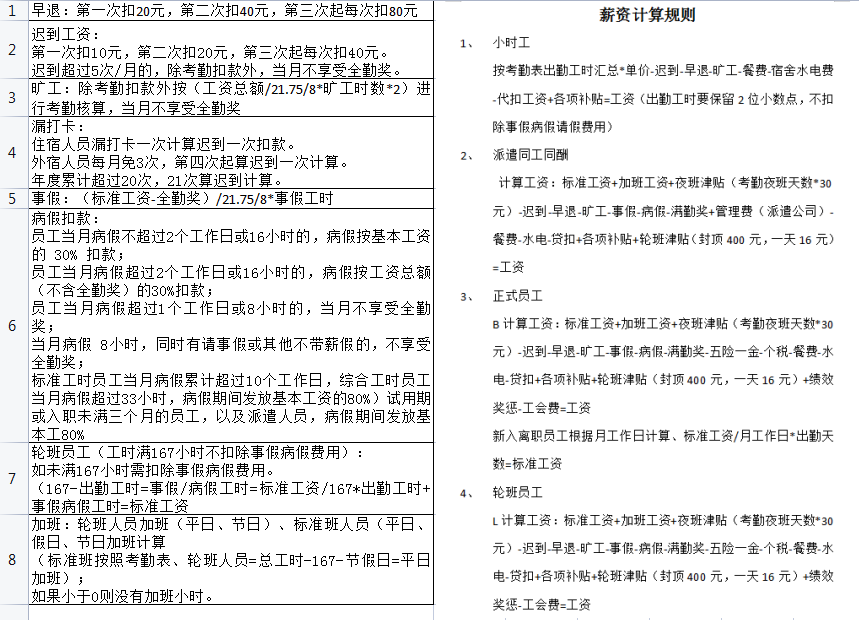 1 早退：第一次扣20元，第二次扣40元，第三次起每次扣80元
2 迟到工资：
第一次扣10元，第二次扣20元，第三次起每次扣40元。
迟到超过5次/月的，除考勤扣款外，当月不享受全勤奖。
3 旷工：除考勤扣款外按（工资总额/21.75/8*旷工时数*2）进
行考勤核算，当月不享受全勤奖
4 漏打卡：
住宿人员漏打卡一次计算迟到一次扣款。
外宿人员每月免3次，第四次起算迟到一次计算。
年度累计超过20次，21次算迟到计算。
5 事假：（标准工资-全勤奖）/21.75/8*事假工时
6 病假扣款：
员工当月病假不超过2个工作日或16小时的，病假按基本工资
的 30% 扣款；
员工当月病假超过2个工作日或16小时的，病假按工资总额
（不含全勤奖）的30%扣款；
员工当月病假超过1个工作日或8小时的，当月不享受全勤
奖；
当月病假 8小时，同时有请事假或其他不带薪假的，不享受
全勤奖；
标准工时员工当月病假累计超过10个工作日，综合工时员工
当月病假超过33小时，病假期间发放基本工资的80%）试用期
或入职未满三个月的员工，以及派遣人员，病假期间发放基
本工80%
7 轮班员工（工时满167小时不扣除事假病假费用）：
如未满167小时需扣除事假病假费用。
（167-出勤工时=事假/病假工时=标准工资/167*出勤工时+
事假病假工时=标准工资
8 加班：轮班人员加班（平日、节日）、标准班人员（平日、
假日、节日加班计算
（标准班按照考勤表、轮班人员=总工时-167-节假日=平日
加班）；
如果小于0则没有加班小时。
薪资计算规则
1、 小时工
按考勤表出勤工时汇总*单价-迟到-早退-旷工-餐费-宿舍水电费
-代扣工资+各项补贴=工资（出勤工时要保留 2 位小数点，不扣
除事假病假请假费用）
2、 派遣同工同酬
计算工资：标准工资+加班工资+夜班津贴（考勤夜班天数*30
元）-迟到-早退-旷工-事假-病假-满勤奖+管理费（派遣公司）-
餐费-水电-贷扣+各项补贴+轮班津贴（封顶 400 元，一天 16 元）
=工资
3、 正式员工
B 计算工资：标准工资+加班工资+夜班津贴（考勤夜班天数*30
元）-迟到-早退-旷工-事假-病假-满勤奖-五险一金-个税-餐费-水
电-贷扣+各项补贴+轮班津贴（封顶 400 元，一天 16 元）+绩效
奖惩-工会费=工资
新入离职员工根据月工作日计算、标准工资/月工作日*出勤天
数=标准工资
4、 轮班员工
L 计算工资：标准工资+加班工资+夜班津贴（考勤夜班天数*30
元）-迟到-早退-旷工-事假-病假-满勤奖-五险一金-个税-餐费-水
电-贷扣+各项补贴+轮班津贴（封顶 400 元，一天 16 元）+绩效
奖惩-工会费=工资